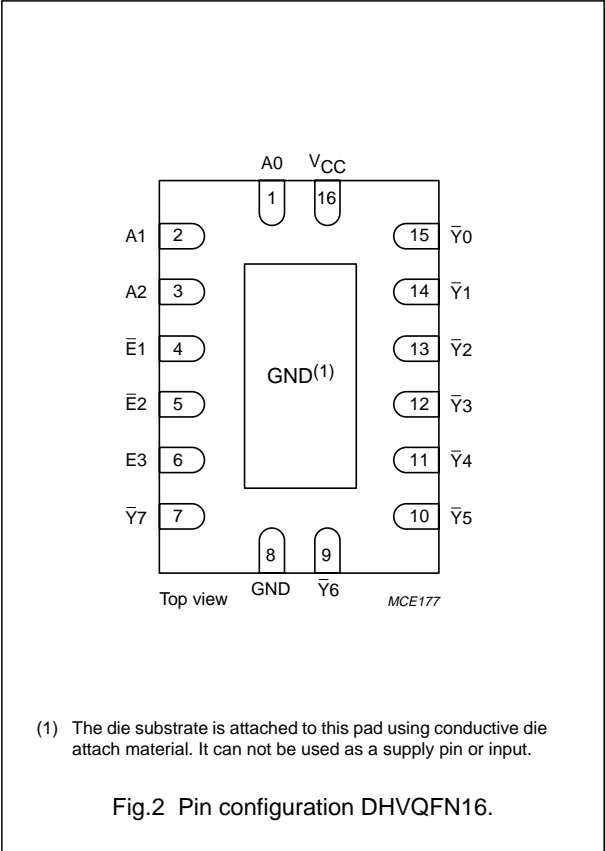 A0 V_CC
1 16
A1 2 15 Y̅0
A2 3 14 Y̅1
E̅1 4 13 Y̅2
GND(1)
E̅2 5 12 Y̅3
E3 6 11 Y̅4
Y̅7 7 10 Y̅5
8 9
Top view GND Y̅6 MCE177
(1) The die substrate is attached to this pad using conductive die
attach material. It can not be used as a supply pin or input.
Fig.2 Pin configuration DHVQFN16.